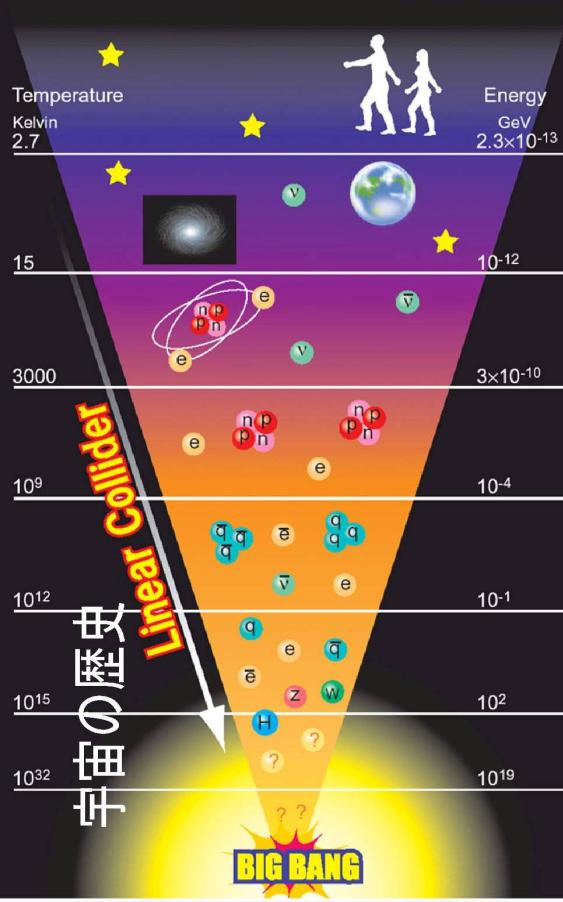 Temperature
Energy
Kelvin
GeV
2.7
2.3×10⁻¹³
ν
15
10⁻¹²
e
ν̄
n p
p n
ν
e
3000
3×10⁻¹⁰
n p
p n
n p
p n
e
e
10⁹
10⁻⁴
q̄ q̄
q̄
e̅
q
q q
ν̄
e
10¹²
10⁻¹
q
e
q̄
e̅
Z
W
10¹⁵
10²
H
?
?
10³²
10¹⁹
? ?
BIG BANG
Linear Collider
宇宙の歴史